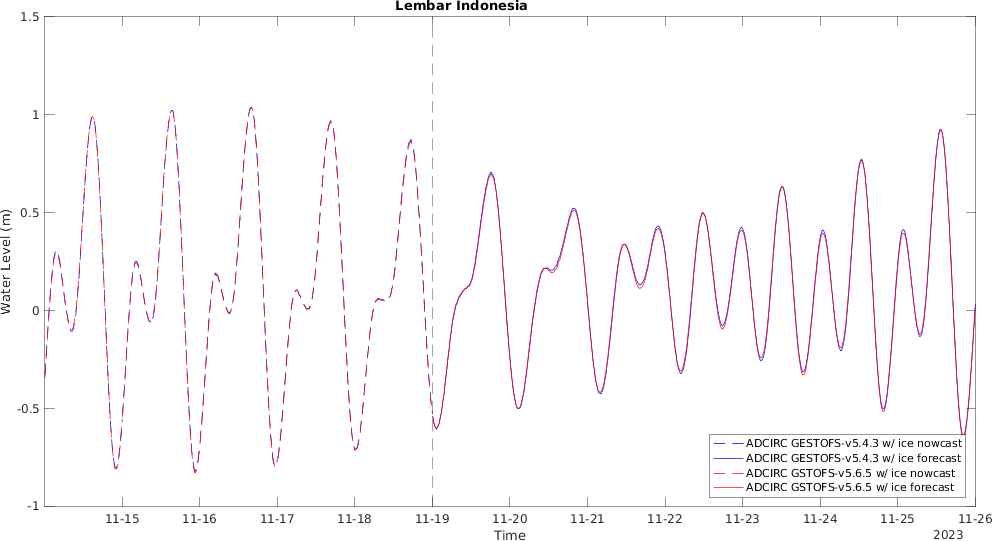 Lembar Indonesia
1.5
1
0.5
0
-0.5
-1
Water Level (m)
11-15 11-16 11-17 11-18 11-19 11-20 11-21 11-22 11-23 11-24 11-25 11-26
2023
Time
ADCIRC GESTOFS-v5.4.3 w/ ice nowcast
ADCIRC GESTOFS-v5.4.3 w/ ice forecast
ADCIRC GSTOFS-v5.6.5 w/ ice nowcast
ADCIRC GSTOFS-v5.6.5 w/ ice forecast